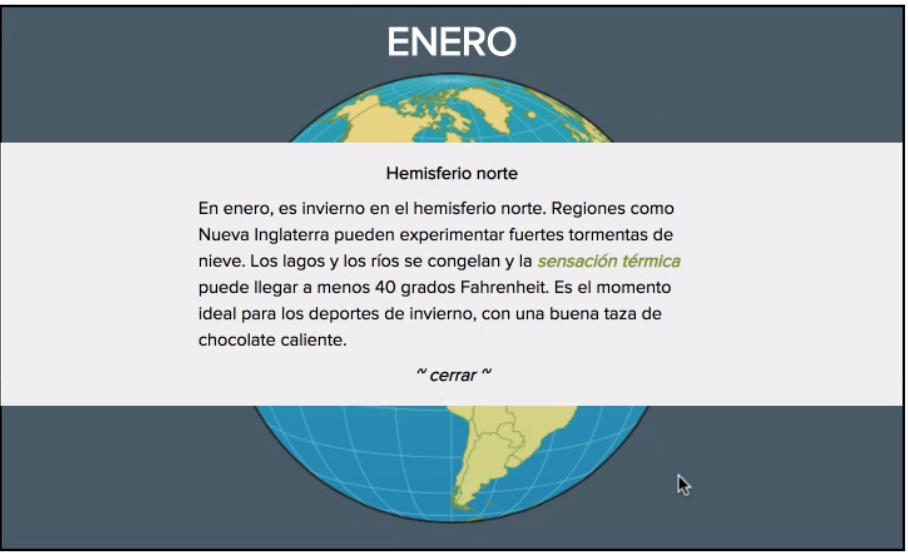 ENERO
Hemisferio norte
En enero, es invierno en el hemisferio norte. Regiones como
Nueva Inglaterra pueden experimentar fuertes tormentas de
nieve. Los lagos y los ríos se congelan y la sensación térmica
puede llegar a menos 40 grados Fahrenheit. Es el momento
ideal para los deportes de invierno, con una buena taza de
chocolate caliente.
~ cerrar ~